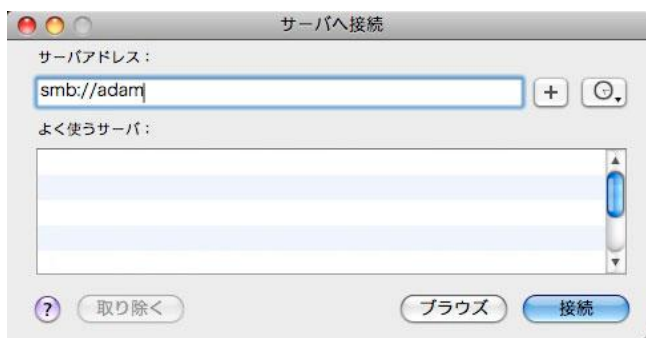 サーバへ接続
サーバアドレス：
smb://adam
よく使うサーバ：
取り除く
ブラウズ
接続